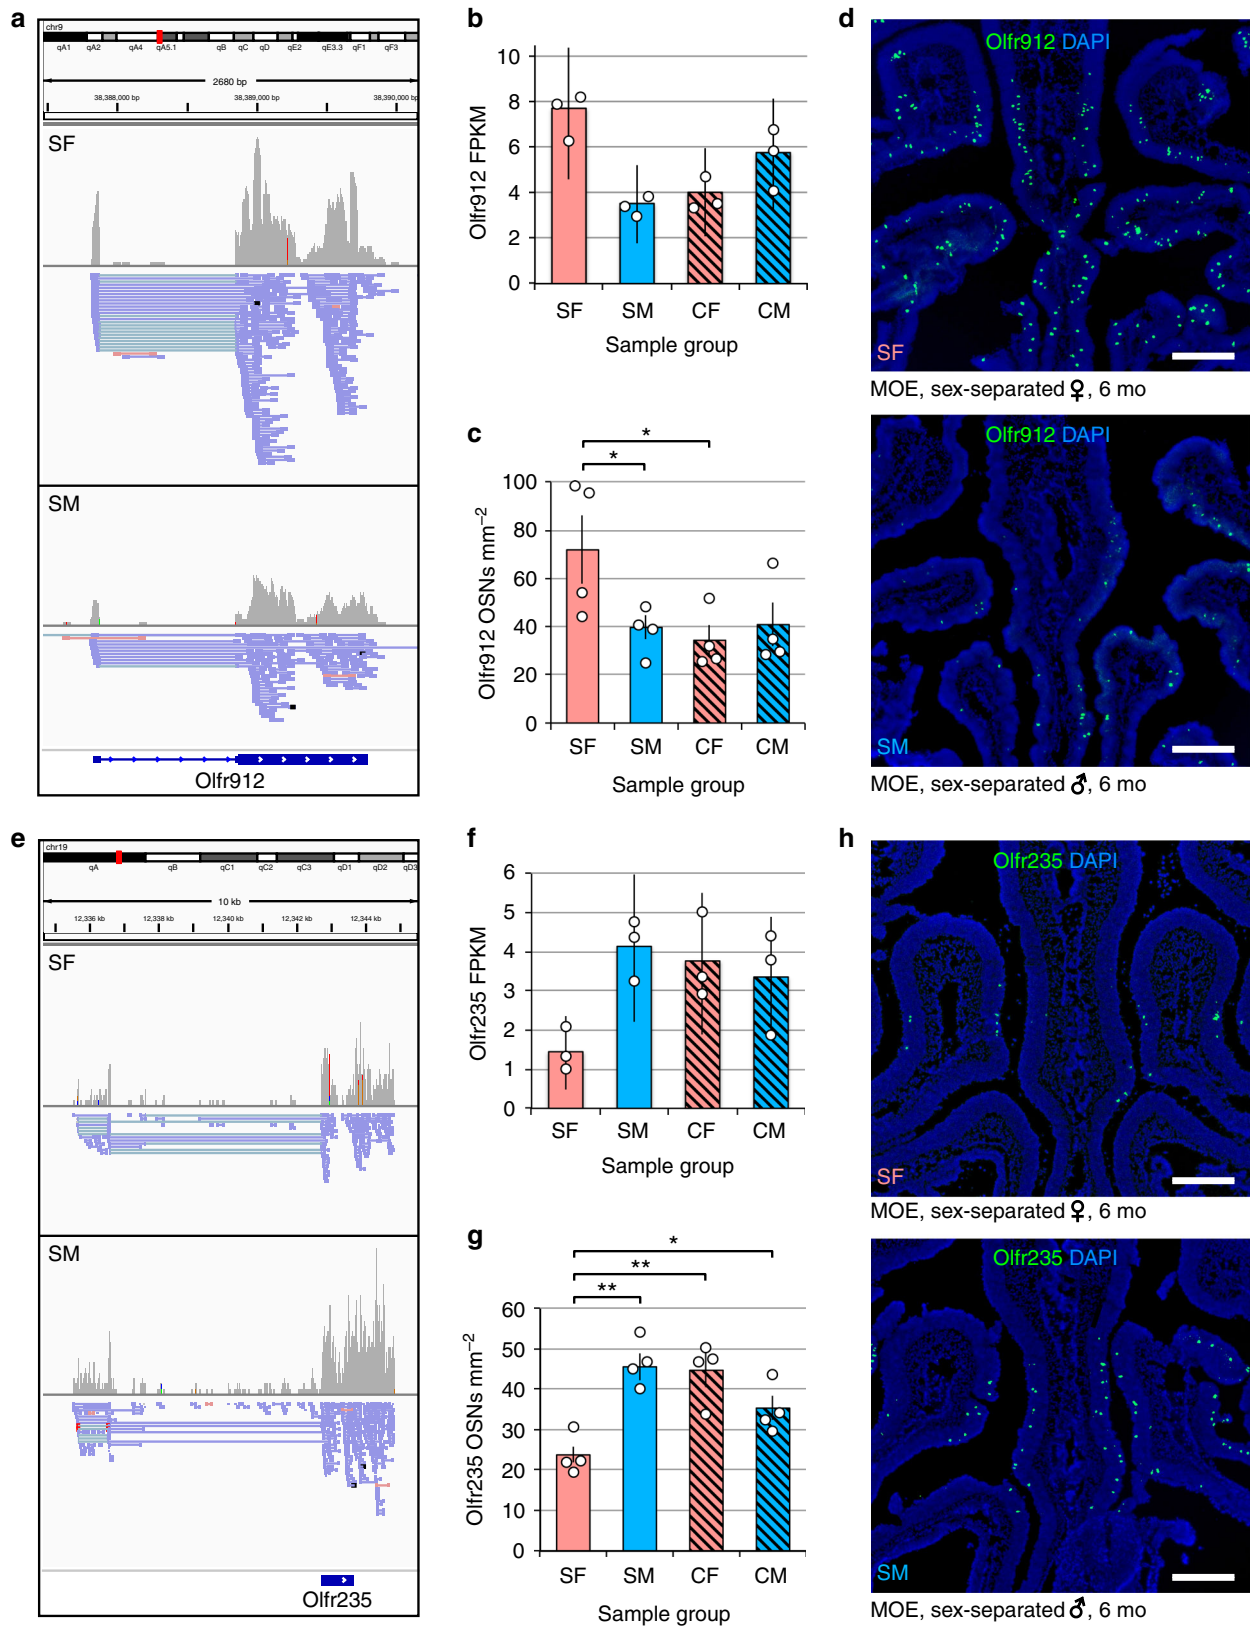 a
chr9
qA1 qA2 qA4 qA5.1 qB qC qD qE2 qE3.3 qF1 qF3
2680 bp
38,388,000 bp 38,389,000 bp 38,390,000 bp
SF
SM
Olfr912
b
Olfr912 FPKM
10
8
6
4
2
0
SF SM CF CM
Sample group
c
* 
*
Olfr912 OSNs mm−2
100
80
60
40
20
0
SF SM CF CM
Sample group
d
Olfr912 DAPI
SF
MOE, sex-separated ♀, 6 mo
Olfr912 DAPI
SM
MOE, sex-separated ♂, 6 mo
e
chr19
qA qB qC1 qC2 qC3 qD1 qD2 qD3
10 kb
12,336 kb 12,338 kb 12,340 kb 12,342 kb 12,344 kb
SF
SM
Olfr235
f
Olfr235 FPKM
6
5
4
3
2
1
0
SF SM CF CM
Sample group
g
*
**
**
Olfr235 OSNs mm−2
60
50
40
30
20
10
0
SF SM CF CM
Sample group
h
Olfr235 DAPI
SF
MOE, sex-separated ♀, 6 mo
Olfr235 DAPI
SM
MOE, sex-separated ♂, 6 mo